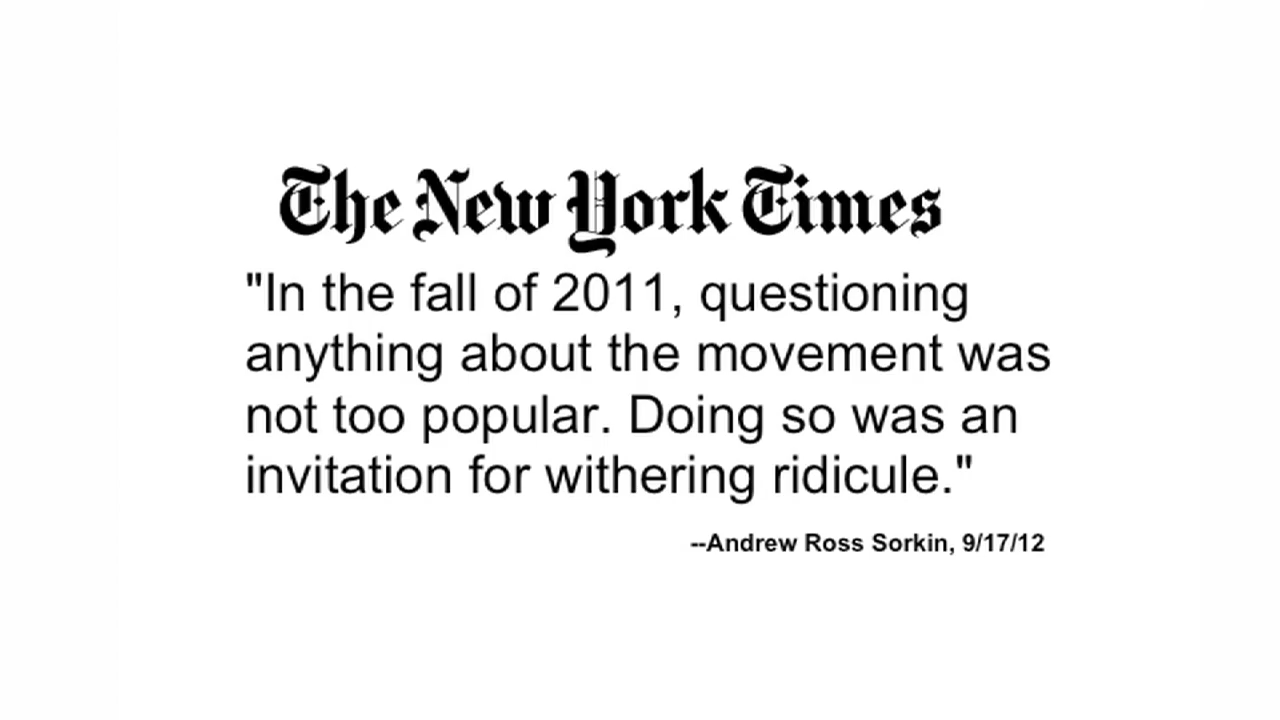 The New York Times
"In the fall of 2011, questioning
anything about the movement was
not too popular. Doing so was an
invitation for withering ridicule."
--Andrew Ross Sorkin, 9/17/12